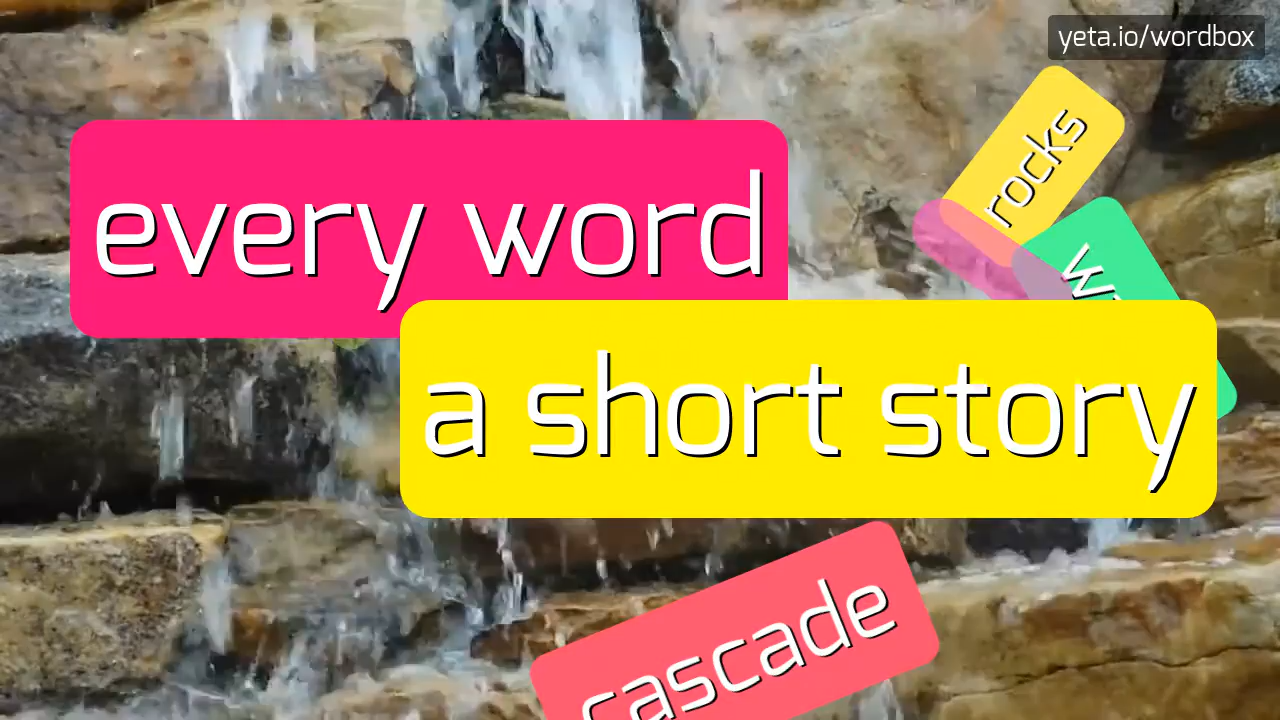 yeta.io/wordbox
rocks
every word
a short story
cascade